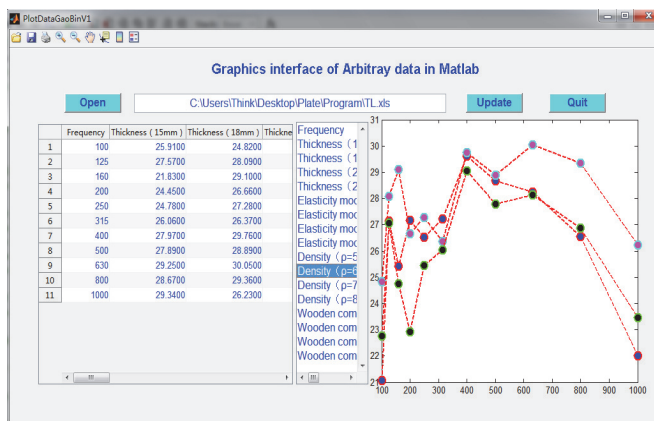 PlotDataGaoBinV1
Graphics interface of Arbitray data in Matlab
Open C:\Users\Think\Desktop\Plate\Program\TL.xls Update Quit
Frequency Thickness (15mm) Thickness (18mm) Thickne
1 100 25.9100 24.8200
2 125 27.5700 28.0900
3 160 21.8300 29.1000
4 200 24.4500 26.6600
5 250 24.7800 27.2800
6 315 26.0600 26.3700
7 400 27.9700 29.7600
8 500 27.8900 28.8900
9 630 29.2500 30.0500
10 800 28.6700 29.3600
11 1000 29.3400 26.2300
Frequency
Thickness (1
Thickness (1
Thickness (2
Thickness (2
Elasticity moc
Elasticity moc
Elasticity moc
Elasticity moc
Density (ρ=5
Density (ρ=6
Density (ρ=7
Density (ρ=8
Wooden com
Wooden com
Wooden com
Wooden com
31
30
29
28
27
26
25
24
23
22
21
100 200 300 400 500 600 700 800 900 1000